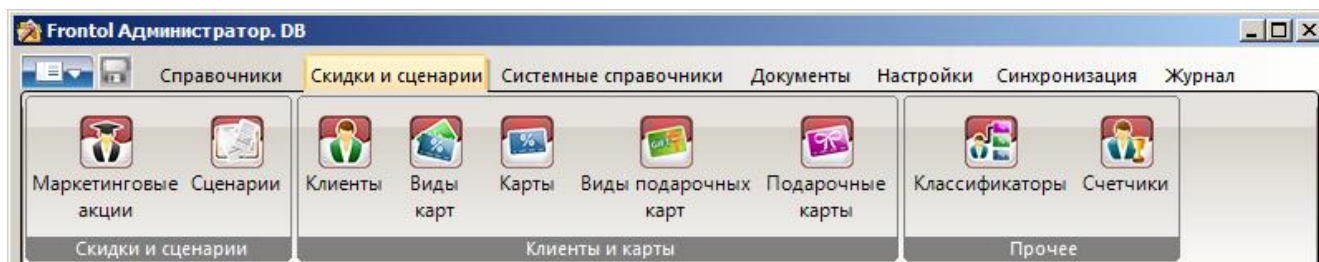 Frontol Администратор. DB
Справочники Скидки и сценарии Системные справочники Документы Настройки Синхронизация Журнал
Маркетинговые акции Сценарии Клиенты Виды карт Карты Виды подарочных карт Подарочные карты Классификаторы Счетчики
Скидки и сценарии Клиенты и карты Прочее